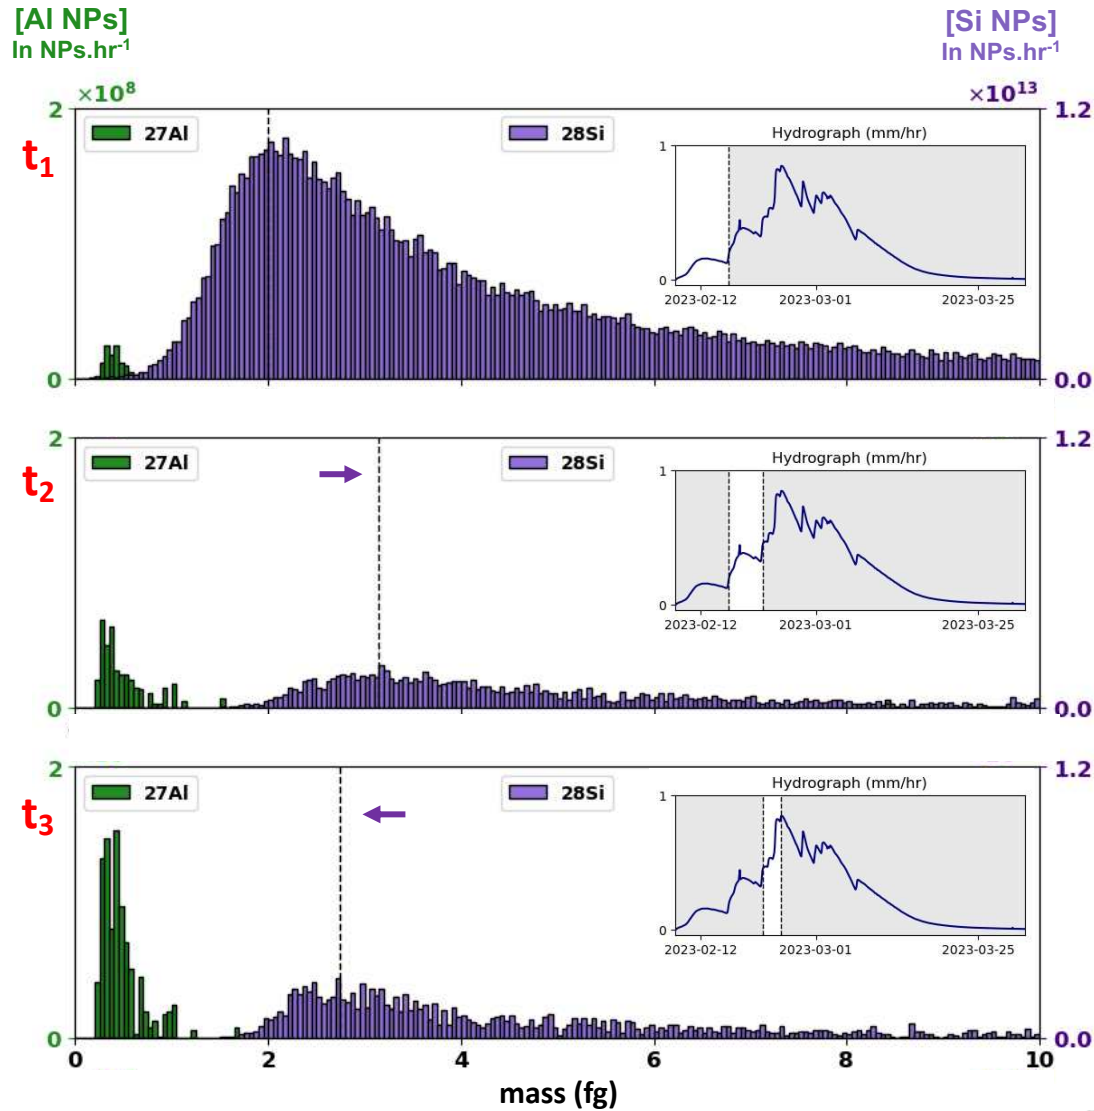 [Al NPs]
In NPs.hr⁻¹
[Si NPs]
In NPs.hr⁻¹
×10⁸
×10¹³
t₁
2
0
27Al
28Si
Hydrograph (mm/hr)
1
0
2023-02-12
2023-03-01
2023-03-25
1.2
0.0
t₂
2
0
27Al
28Si
Hydrograph (mm/hr)
1
0
2023-02-12
2023-03-01
2023-03-25
1.2
0.0
t₃
2
0
27Al
28Si
Hydrograph (mm/hr)
1
0
2023-02-12
2023-03-01
2023-03-25
1.2
0.0
0 2 4 6 8 10
mass (fg)